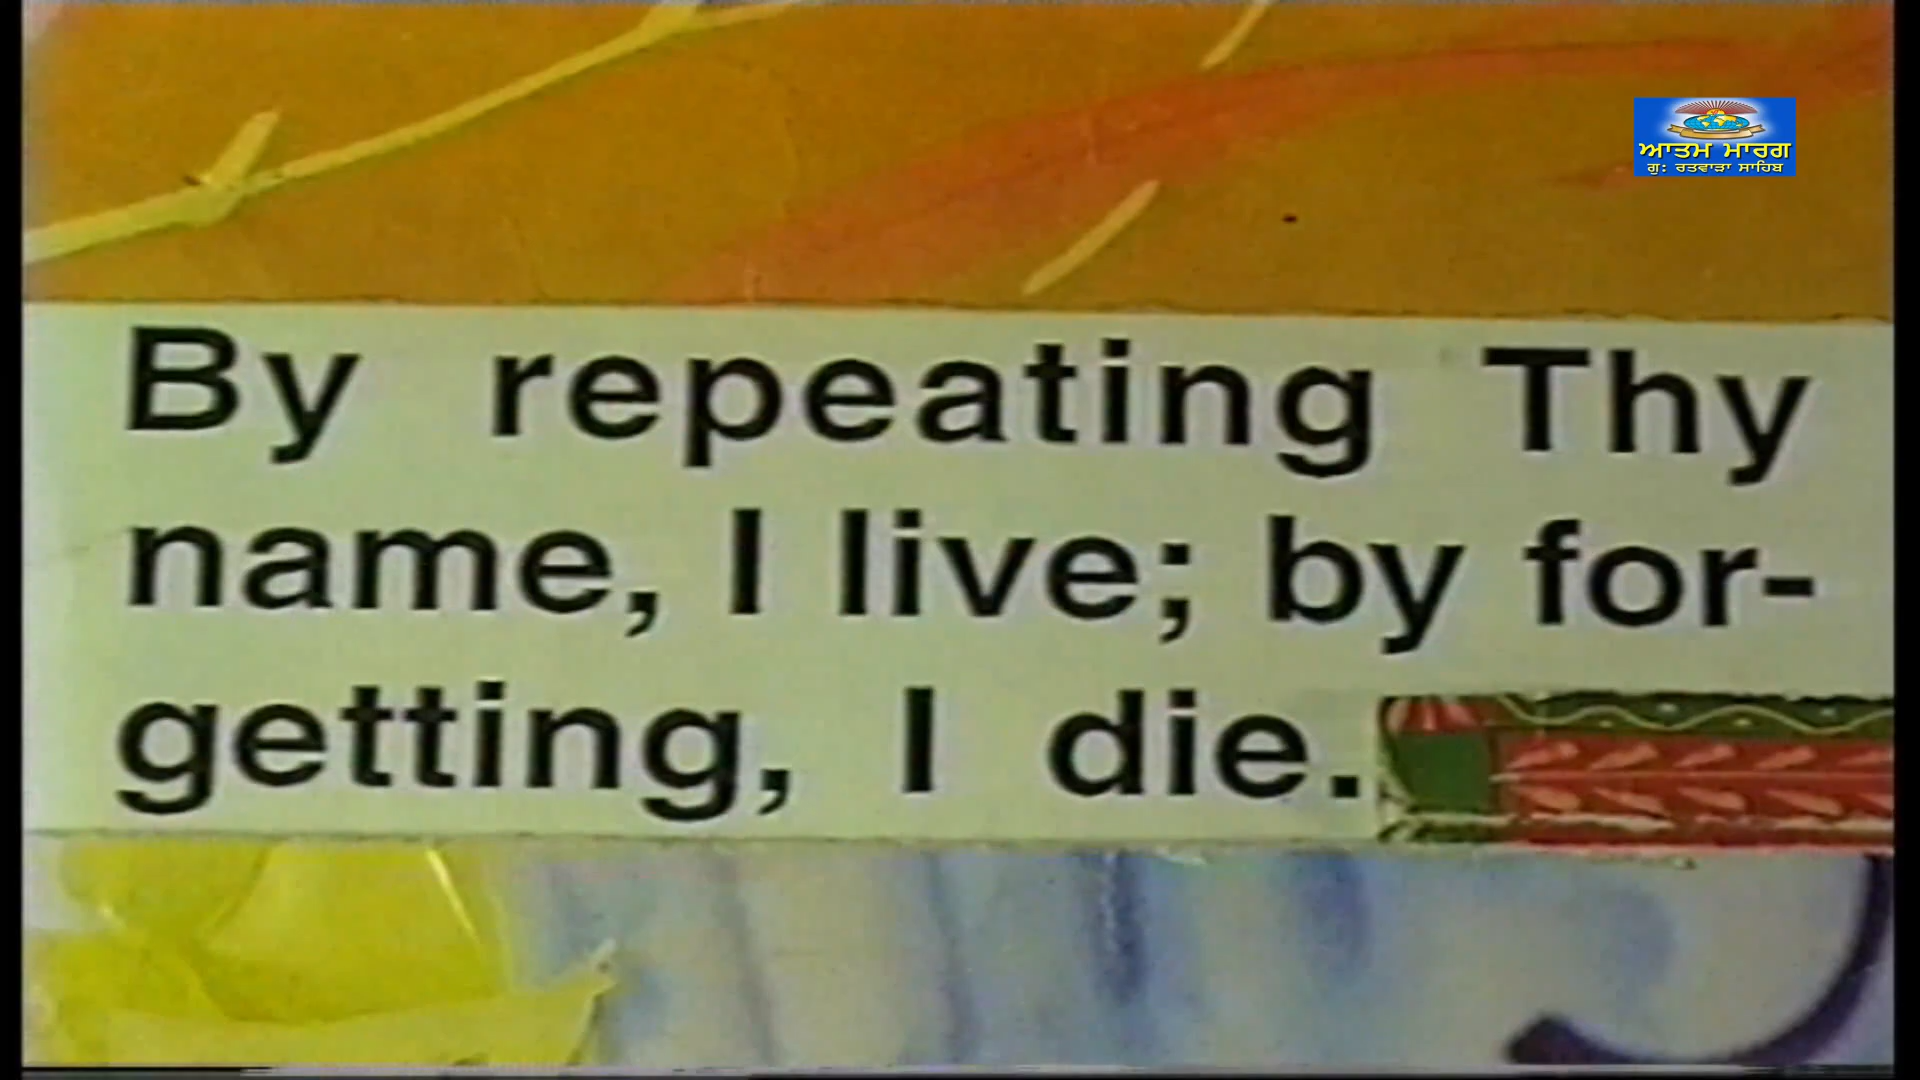 ਆਤਮ ਮਾਰਗ
ਗੁ: ਰਤਵਾੜਾ ਸਾਹਿਬ
By repeating Thy
name, I live; by for-
getting, I die.